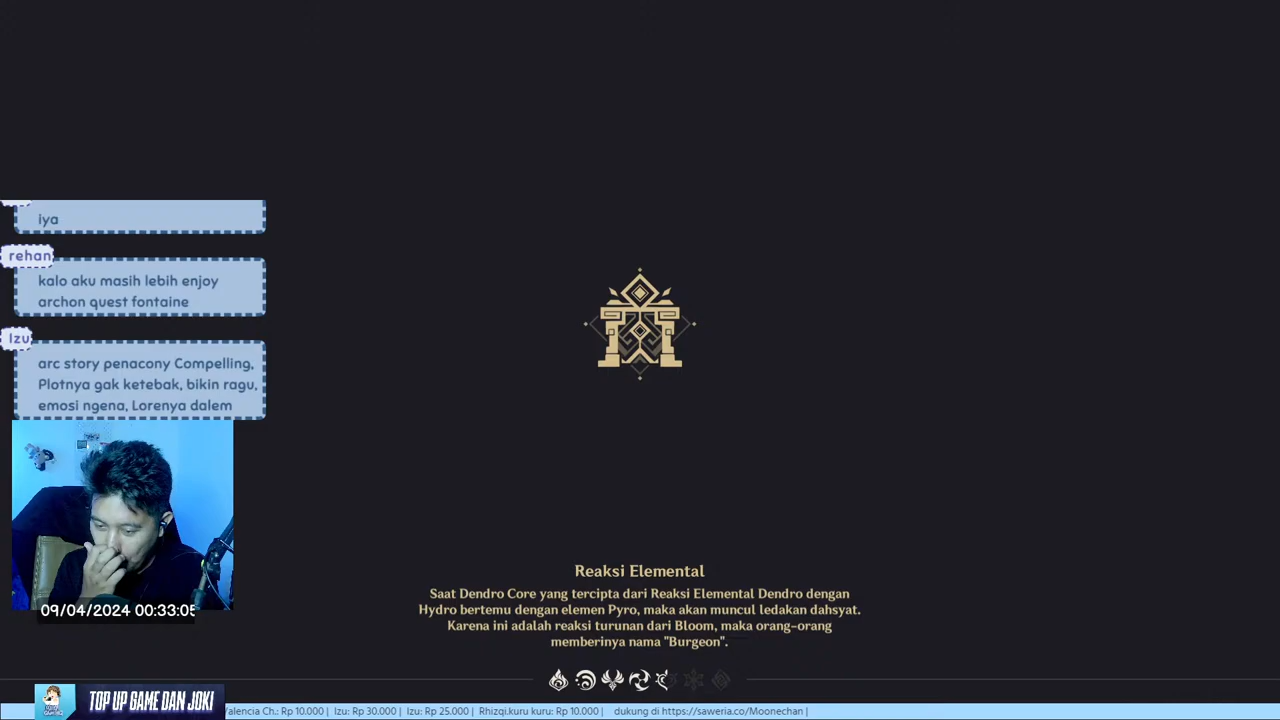 iya
rehan
kalo aku masih lebih enjoy
archon quest fontaine
Izu
arc story penacony Compelling,
Plotnya gak ketebak, bikin ragu,
emosi ngena, Lorenya dalem
09/04/2024 00:33:05
Reaksi Elemental
Saat Dendro Core yang tercipta dari Reaksi Elemental Dendro dengan
Hydro bertemu dengan elemen Pyro, maka akan muncul ledakan dahsyat.
Karena ini adalah reaksi turunan dari Bloom, maka orang-orang
memberinya nama "Burgeon".
TOP UP GAME DAN JOKI
alencia Ch.: Rp 10.000 | Izu: Rp 30.000 | Izu: Rp 25.000 | Rhizqi.kuru kuru: Rp 10.000 | dukung di https://saweria.co/Moonechan |